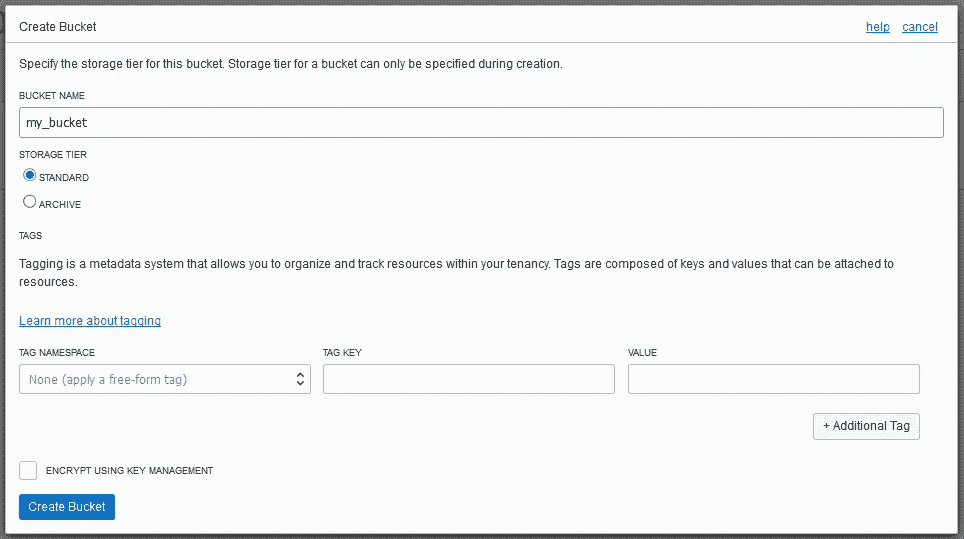 Create Bucket
help cancel
Specify the storage tier for this bucket. Storage tier for a bucket can only be specified during creation.
BUCKET NAME
my_bucket
STORAGE TIER
STANDARD
ARCHIVE
TAGS
Tagging is a metadata system that allows you to organize and track resources within your tenancy. Tags are composed of keys and values that can be attached to
resources.
Learn more about tagging
TAG NAMESPACE TAG KEY VALUE
None (apply a free-form tag)
+ Additional Tag
ENCRYPT USING KEY MANAGEMENT
Create Bucket